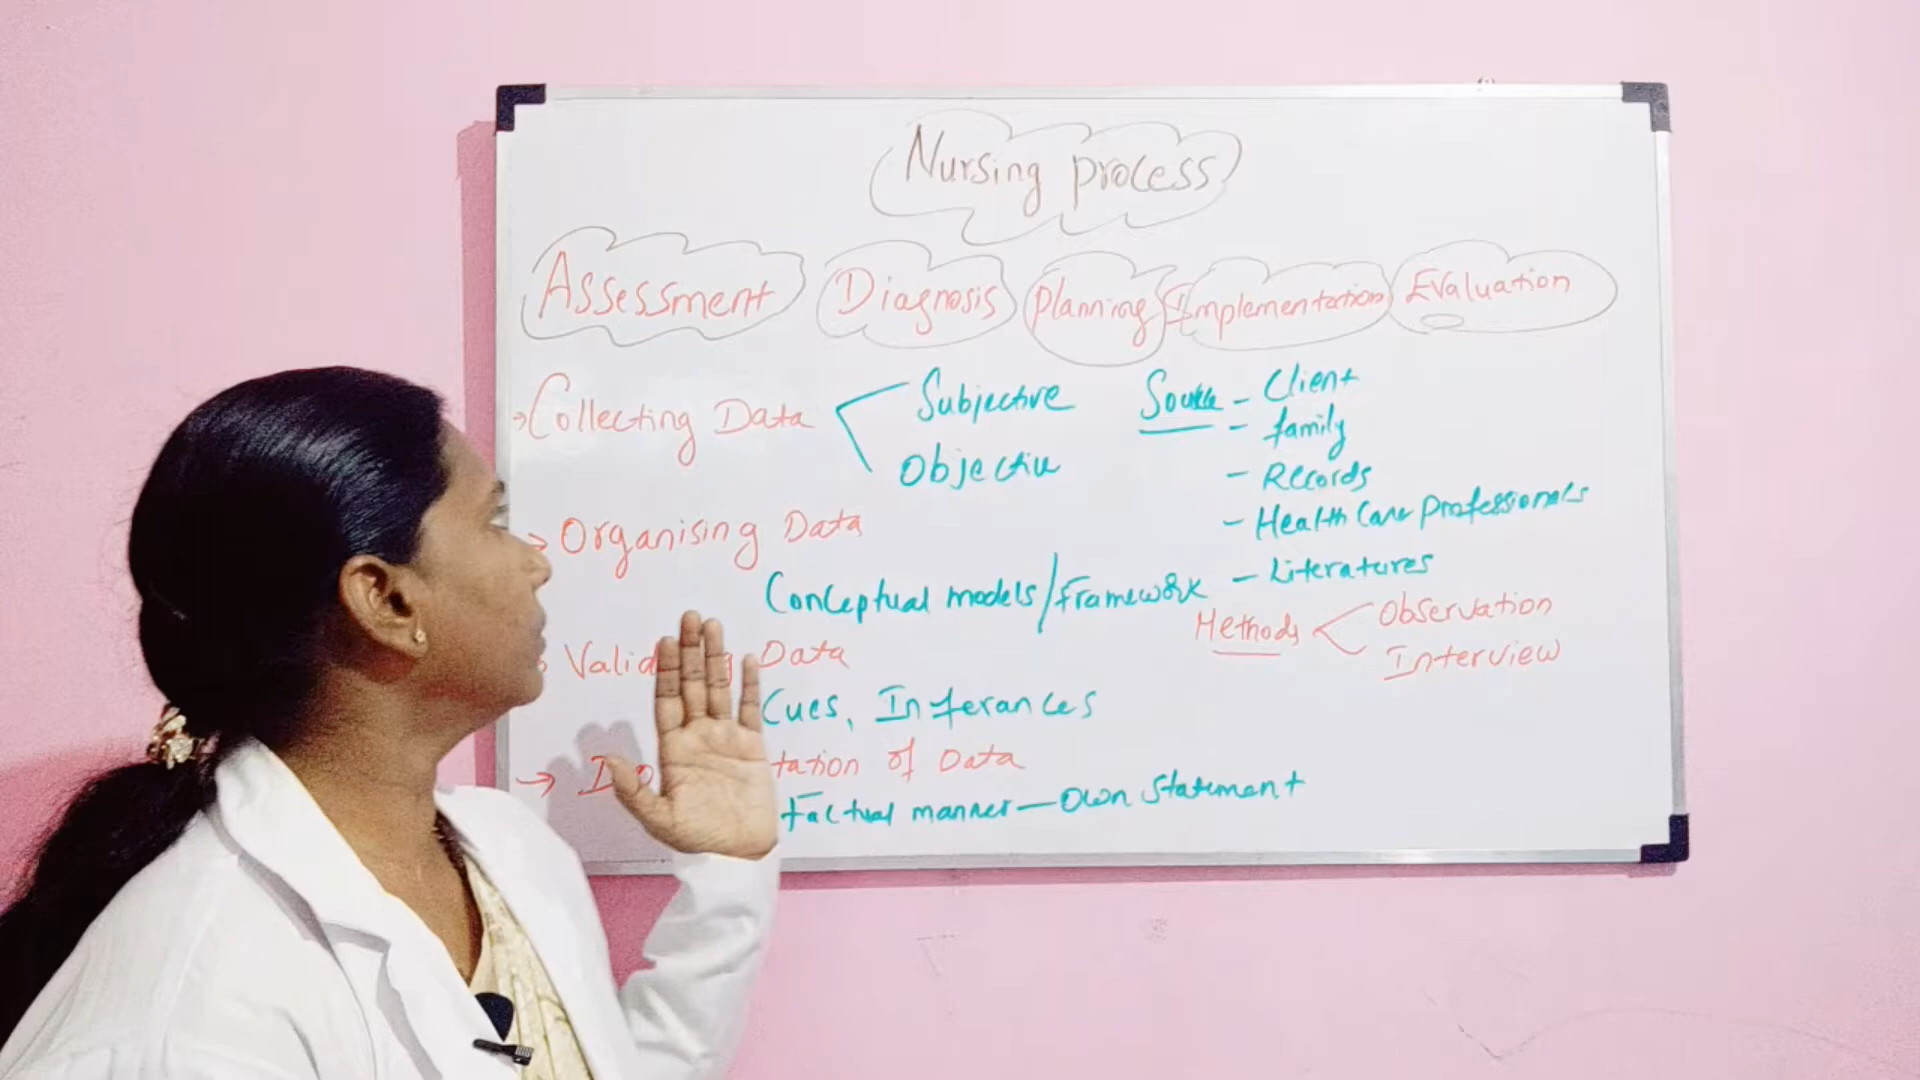 Nursing process
Assessment Diagnosis Planning Implementation Evaluation
→ Collecting Data
Subjective
Objective
Source - Client
- family
- Records
- Health Care Professionals
- Literatures
→ Organising Data
Conceptual models/Framework
Methods
Observation
Interview
Data
Cues, Inferances
→ of Data
Factual manner — Own Statement